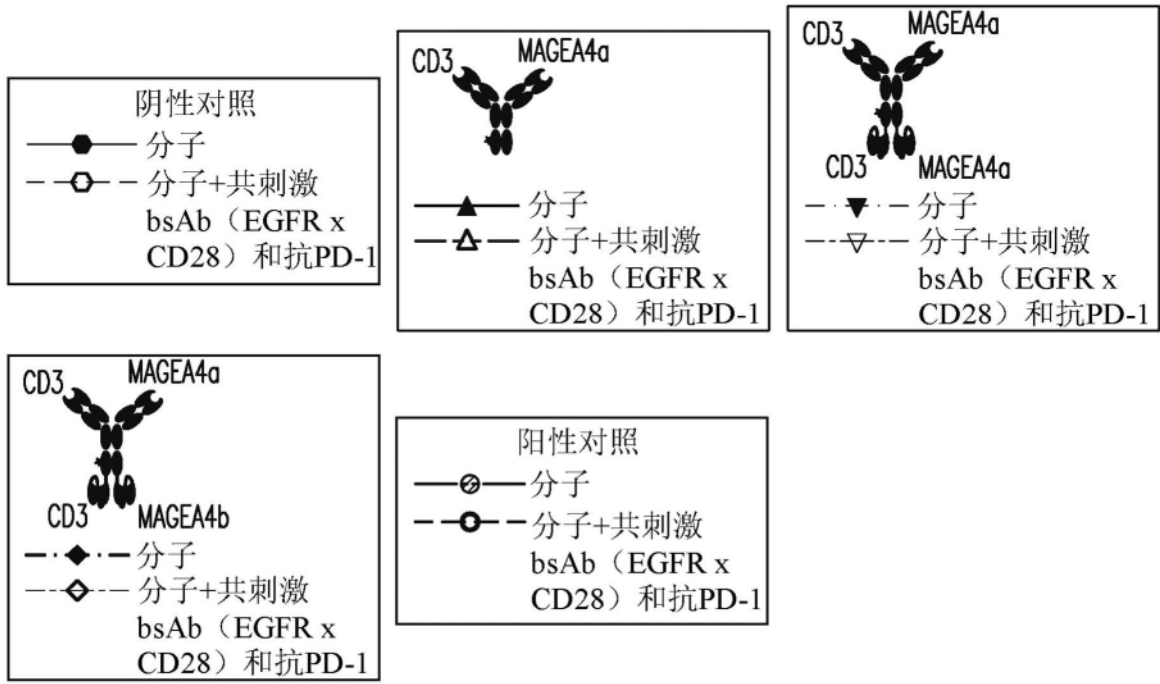 阴性对照
分子
分子+共刺激
bsAb（EGFR x
CD28）和抗PD-1
CD3 MAGEA4a
分子
分子+共刺激
bsAb（EGFR x
CD28）和抗PD-1
CD3 MAGEA4a
CD3 MAGEA4a
分子
分子+共刺激
bsAb（EGFR x
CD28）和抗PD-1
CD3 MAGEA4a
CD3 MAGEA4b
分子
分子+共刺激
bsAb（EGFR x
CD28）和抗PD-1
阳性对照
分子
分子+共刺激
bsAb（EGFR x
CD28）和抗PD-1